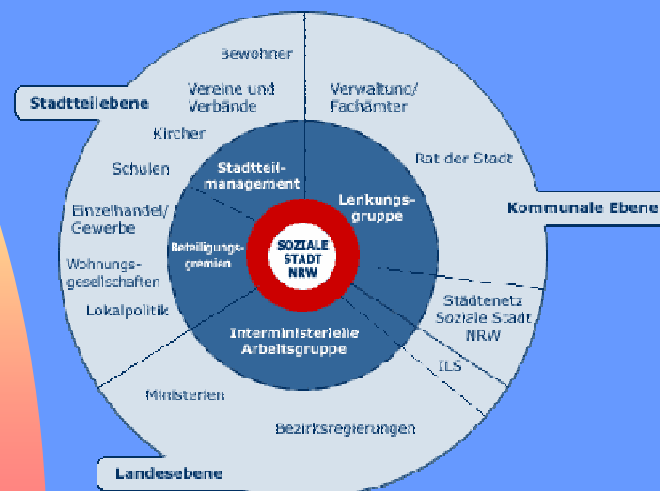 Bewohner
Vereine und
Verbände
Verwaltung/
Fachämter
Stadtteilebene
Kirchen
Rat der Stadt
Schulen
Stadtteil-
management
Lenkungs-
gruppe
Einzelhandel/
Gewerbe
Kommunale Ebene
Beteiligungs-
gremien
SOZIALE
STADT
NRW
Wohnungs-
gesellschaften
Lokalpolitik
Städtenetz
Soziale Stadt
NRW
Interministerielle
Arbeitsgruppe
ILS
Ministerien
Bezirksregierungen
Landesebene